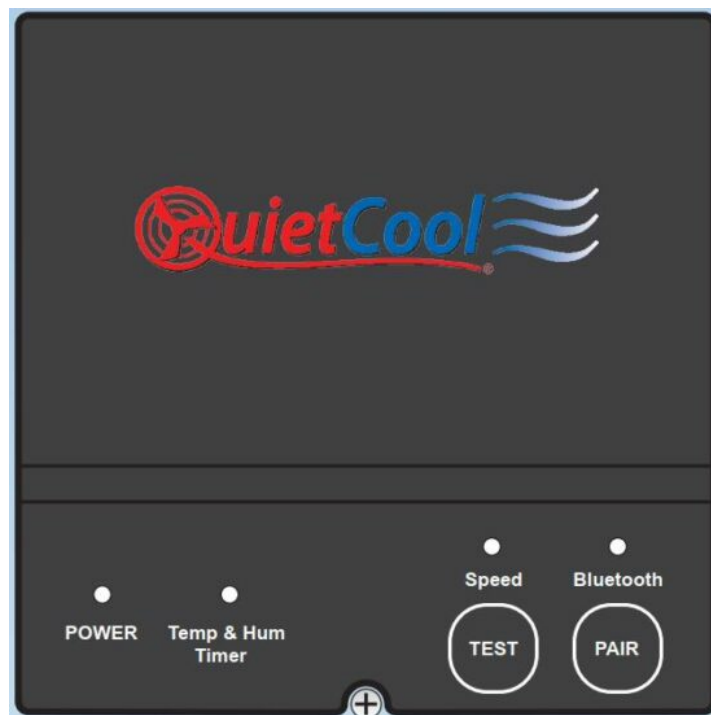 QuietCool®
Speed
Bluetooth
POWER
Temp & Hum
Timer
TEST
PAIR